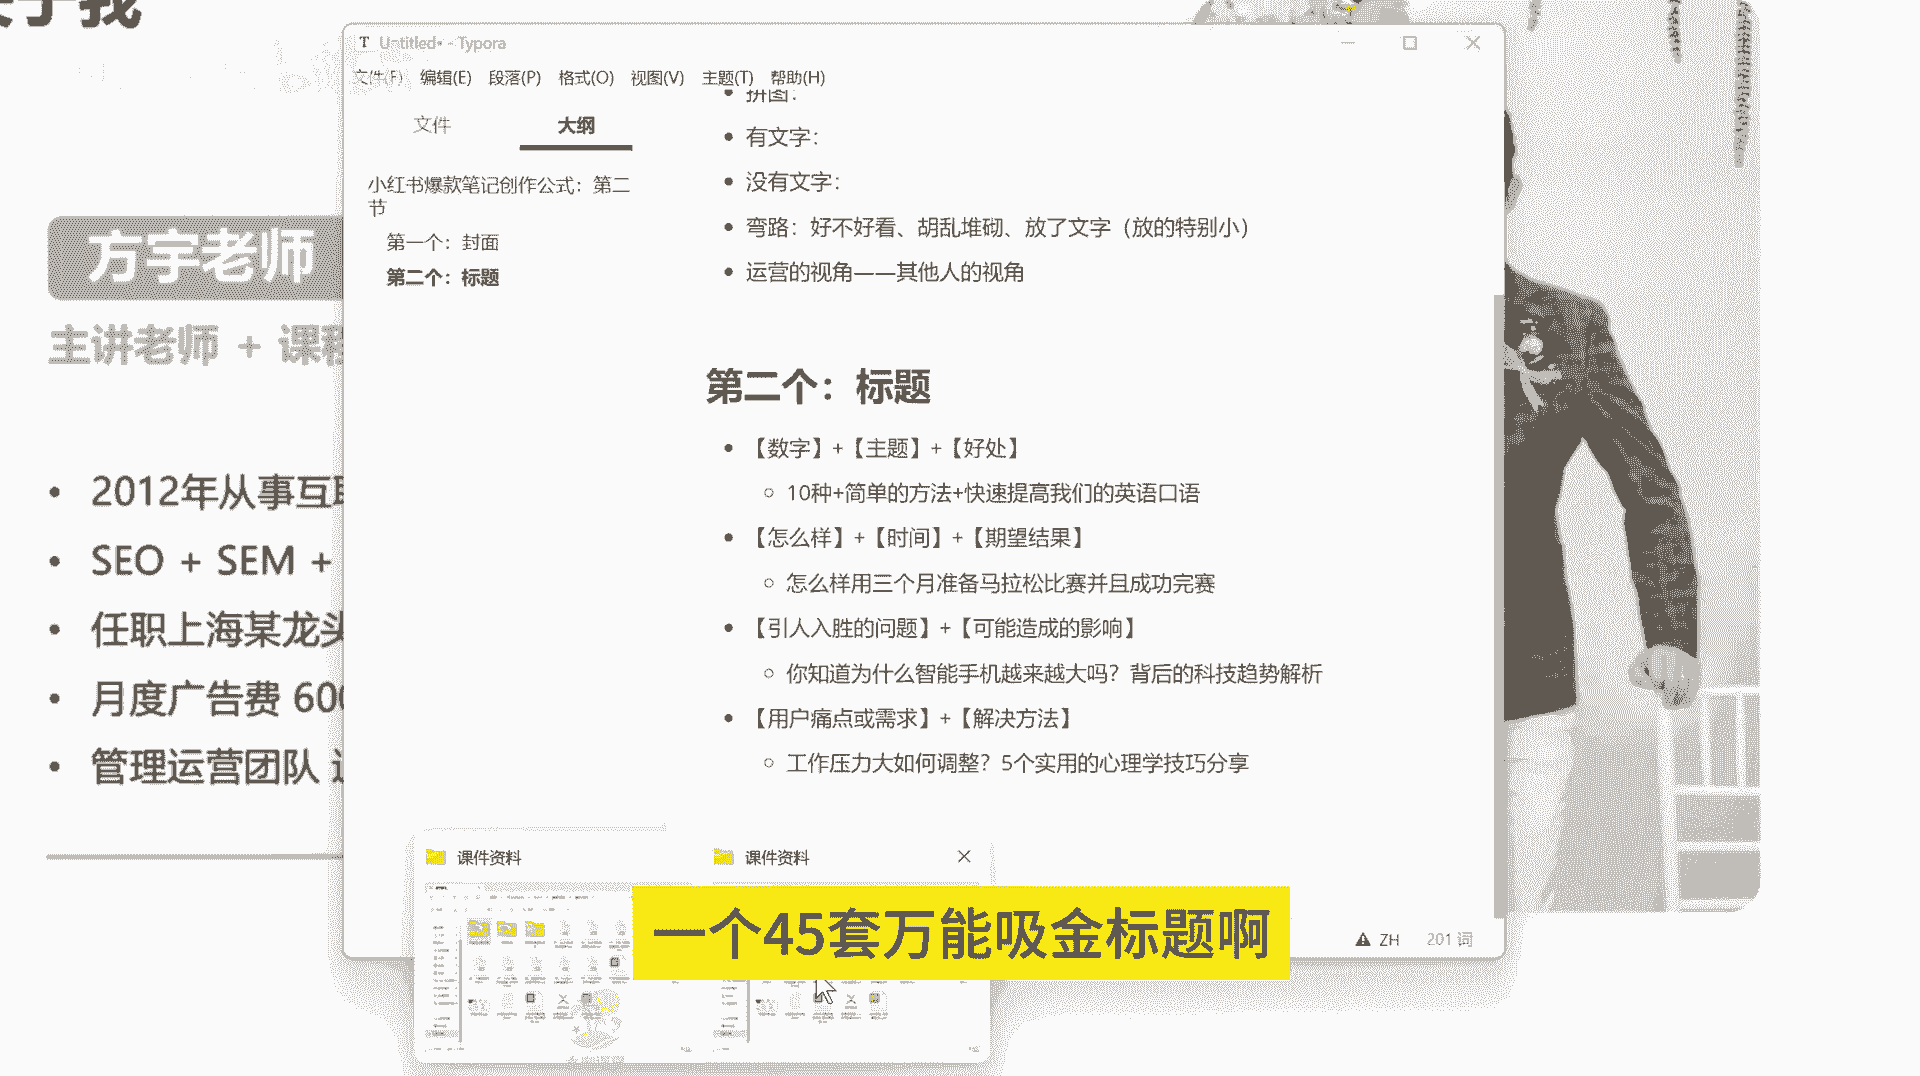 关于我
方宇老师
主讲老师 + 课程
2012年从事互联
SEO + SEM +
任职上海某龙头
月度广告费 600
管理运营团队
Untitled• - Typora
文件(F) 编辑(E) 段落(P) 格式(O) 视图(V) 主题(T) 帮助(H)
文件 大纲
小红书爆款笔记创作公式：第二
节
第一个：封面
第二个：标题
拼图：
有文字：
没有文字：
弯路：好不好看、胡乱堆砌、放了文字（放的特别小）
运营的视角——其他人的视角
第二个：标题
【数字】+【主题】+【好处】
10种+简单的方法+快速提高我们的英语口语
【怎么样】+【时间】+【期望结果】
怎么样用三个月准备马拉松比赛并且成功完赛
【引人入胜的问题】+【可能造成的影响】
你知道为什么智能手机越来越大吗？背后的科技趋势解析
【用户痛点或需求】+【解决方法】
工作压力大如何调整？5个实用的心理学技巧分享
ZH 201 词
课件资料 课件资料
一个45套万能吸金标题啊